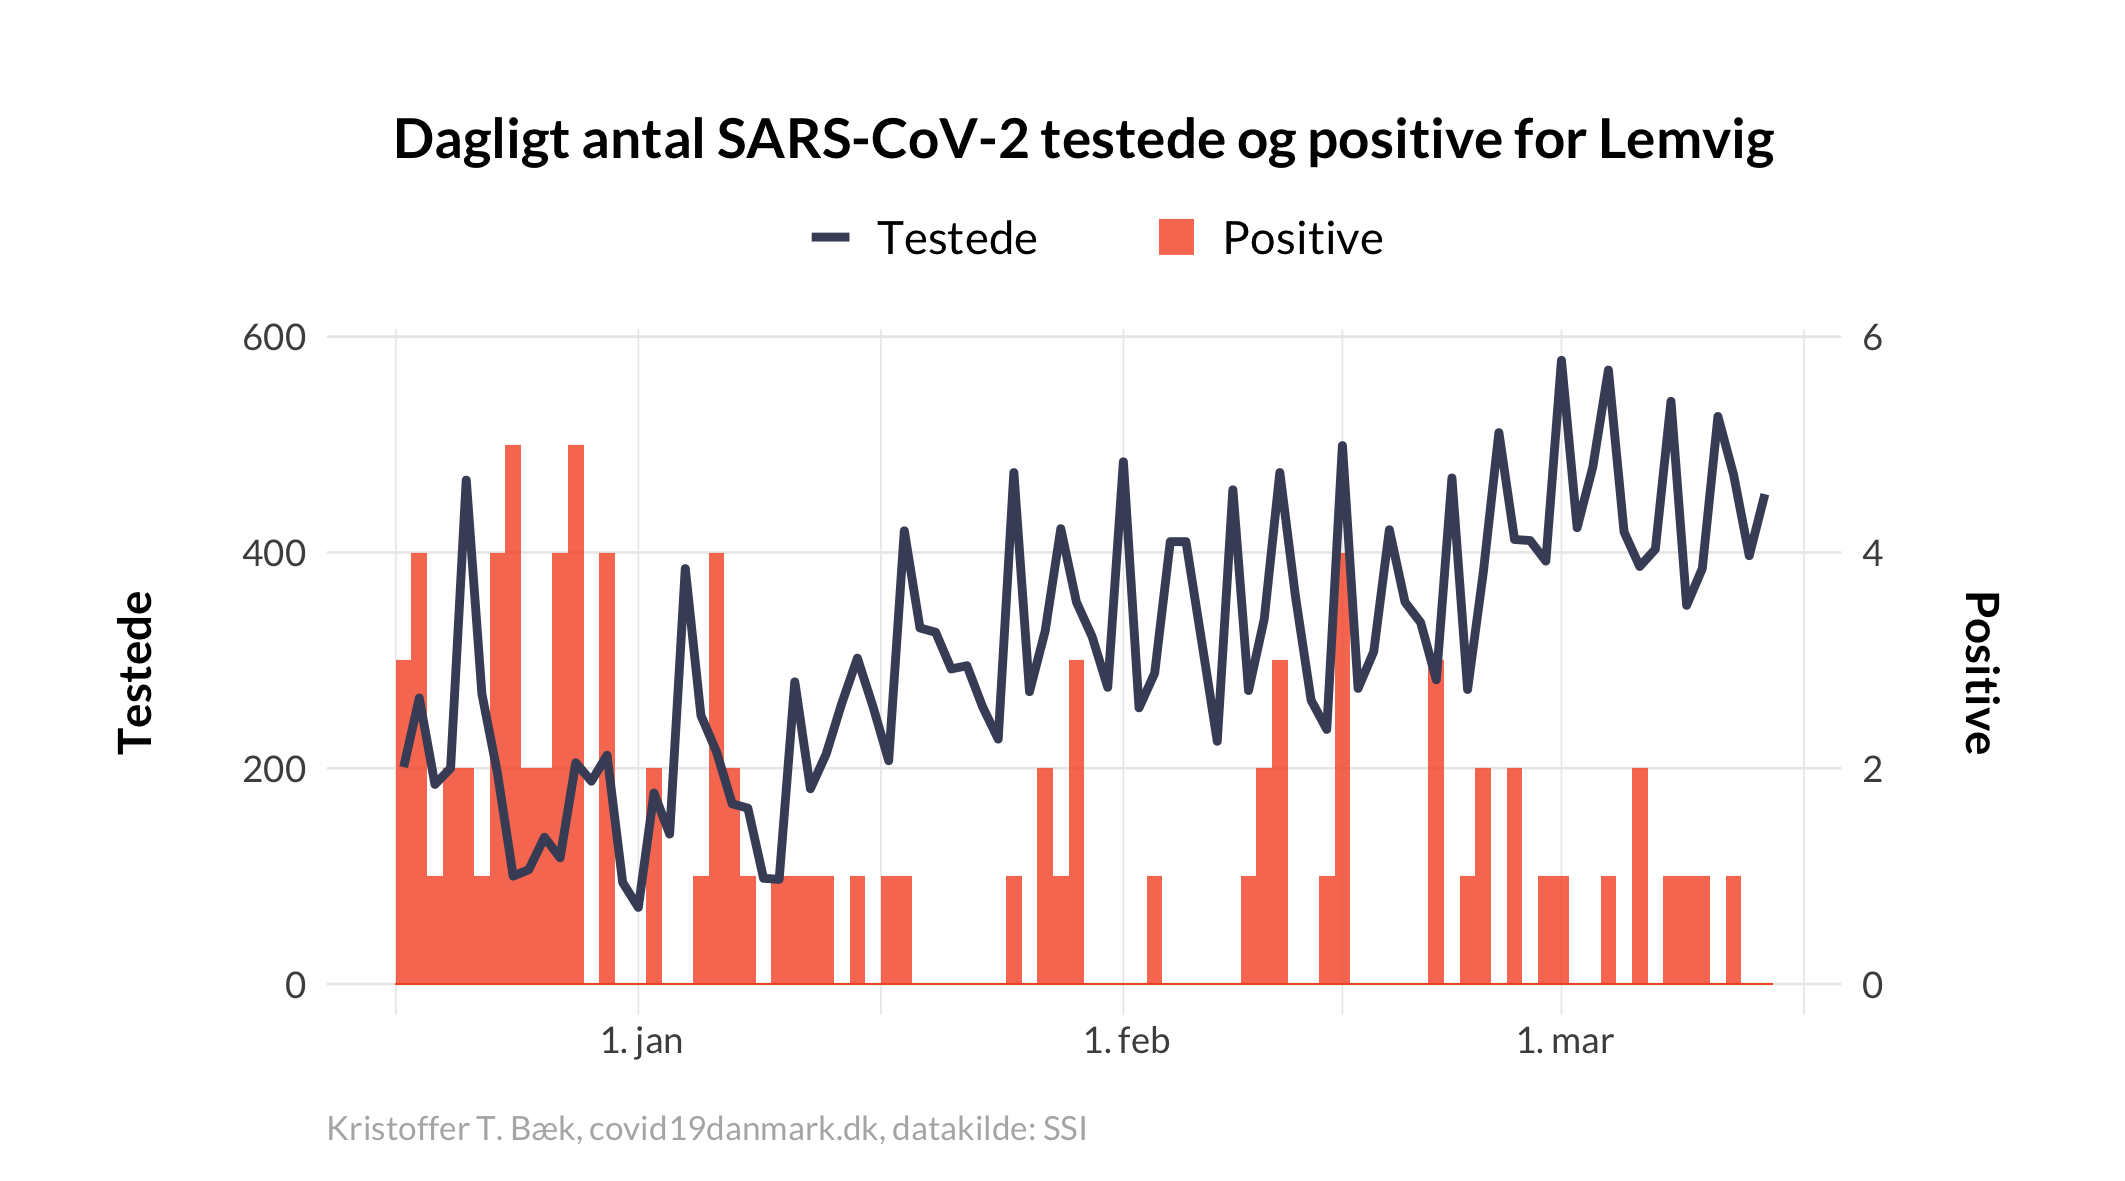 Dagligt antal SARS-CoV-2 testede og positive for Lemvig
Testede Positive
600 6
400 4
200 2
0 0
Testede
Positive
1. jan 1. feb 1. mar
Kristoffer T. Bæk, covid19danmark.dk, datakilde: SSI